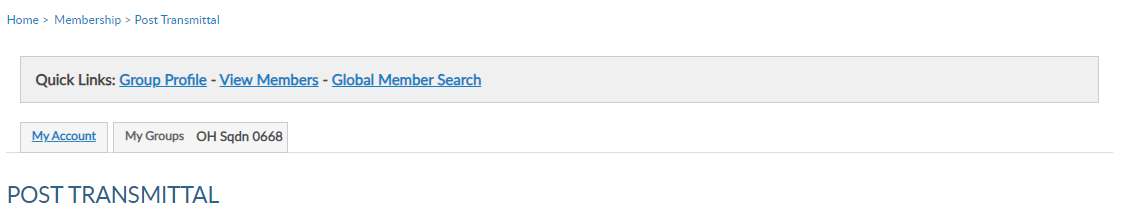 Home > Membership > Post Transmittal
Quick Links: Group Profile - View Members - Global Member Search
My Account My Groups OH Sqdn 0668
POST TRANSMITTAL